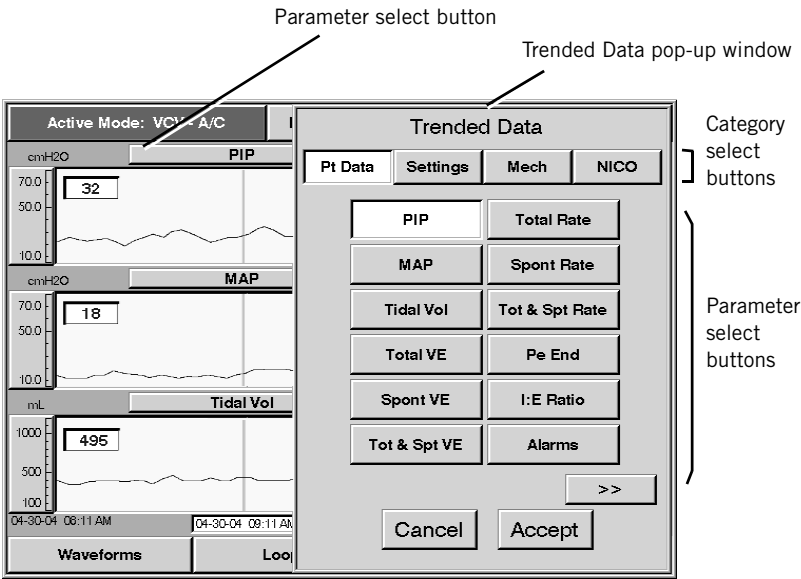 Parameter select button
Trended Data pop-up window
Active Mode: VCV - A/C
Trended Data
Category
select
buttons
cmH2O
PIP
Pt Data Settings Mech NICO
70.0
32
50.0
10.0
PIP Total Rate
MAP Spont Rate
Tidal Vol Tot & Spt Rate
Total VE Pe End
Spont VE I:E Ratio
Tot & Spt VE Alarms
>>
Cancel Accept
Parameter
select
buttons
cmH2O
MAP
70.0
18
50.0
10.0
mL
Tidal Vol
1000
495
500
100
04-30-04 08:11 AM 04-30-04 09:11 AM
Waveforms